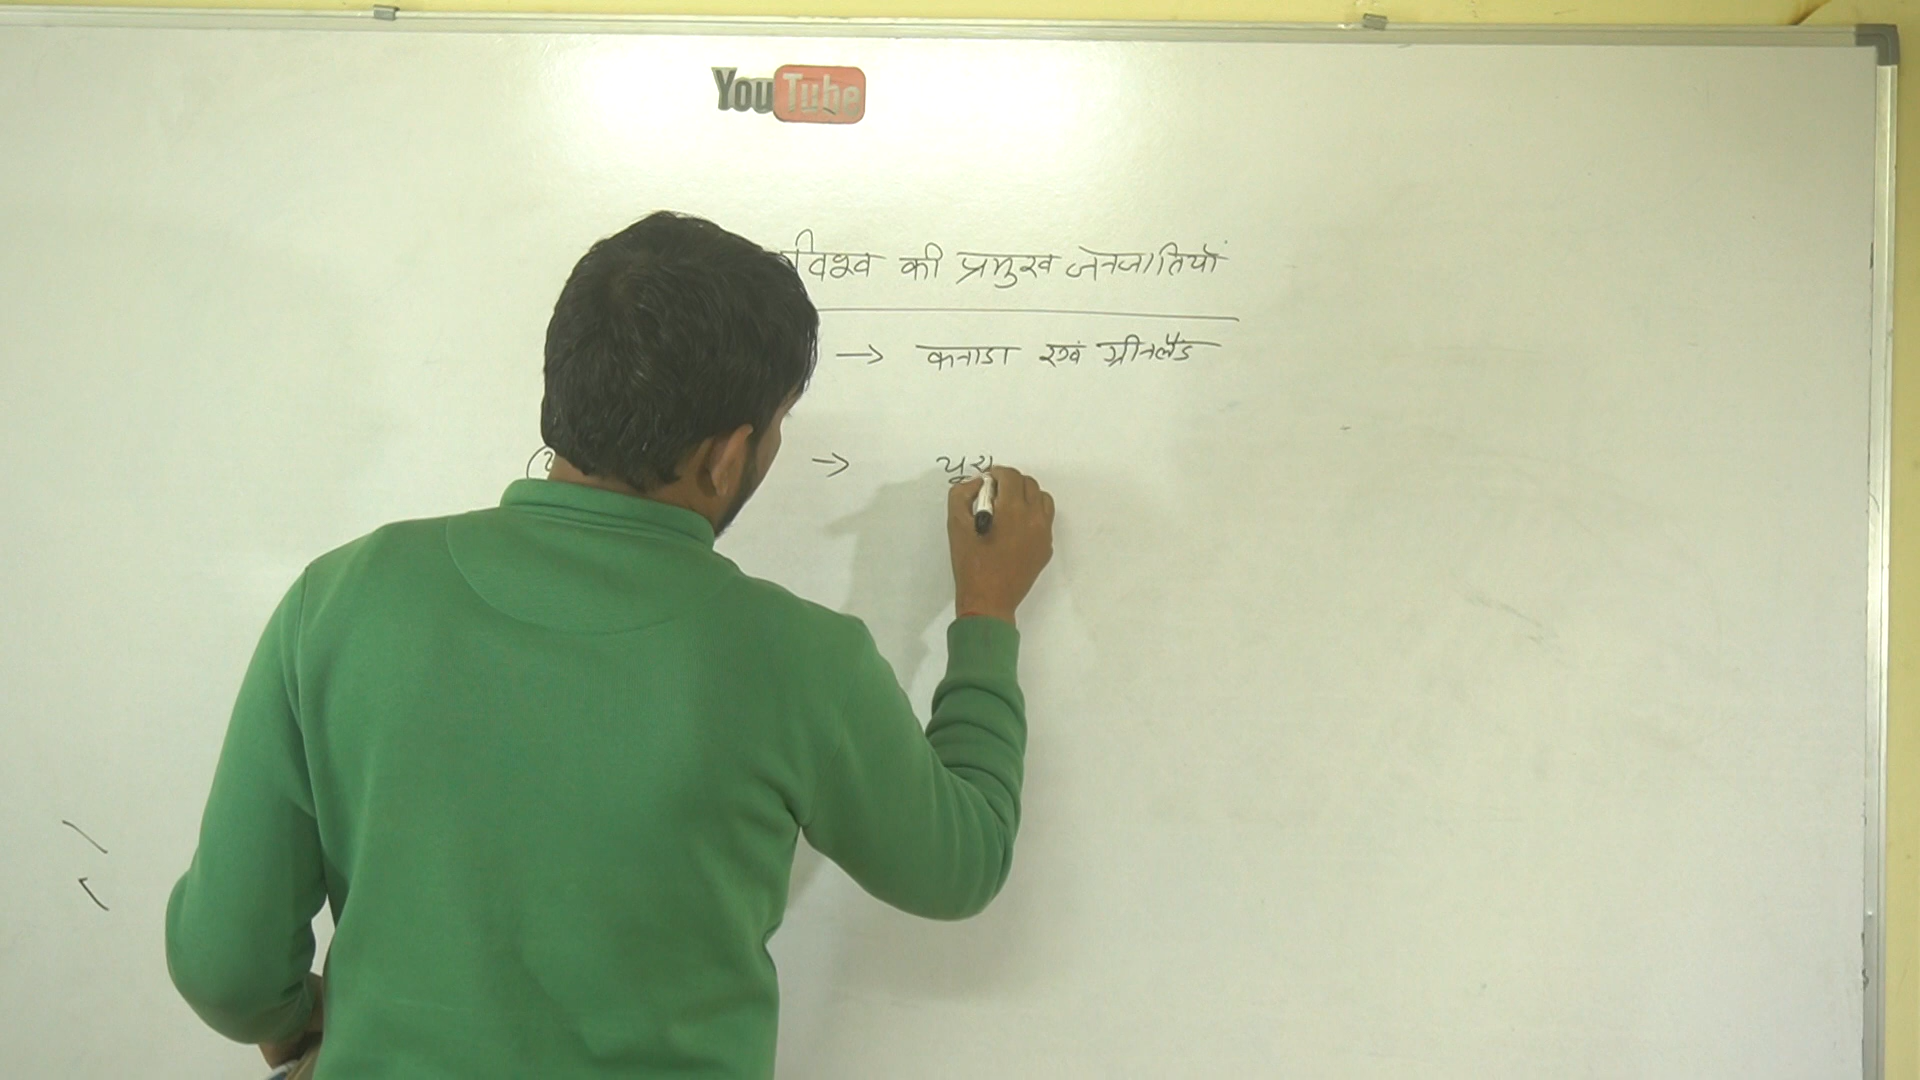 YouTube
विश्व की प्रमुख जनजातियाँ
→ कनाडा एवं ग्रीनलैंड
→ यूरो